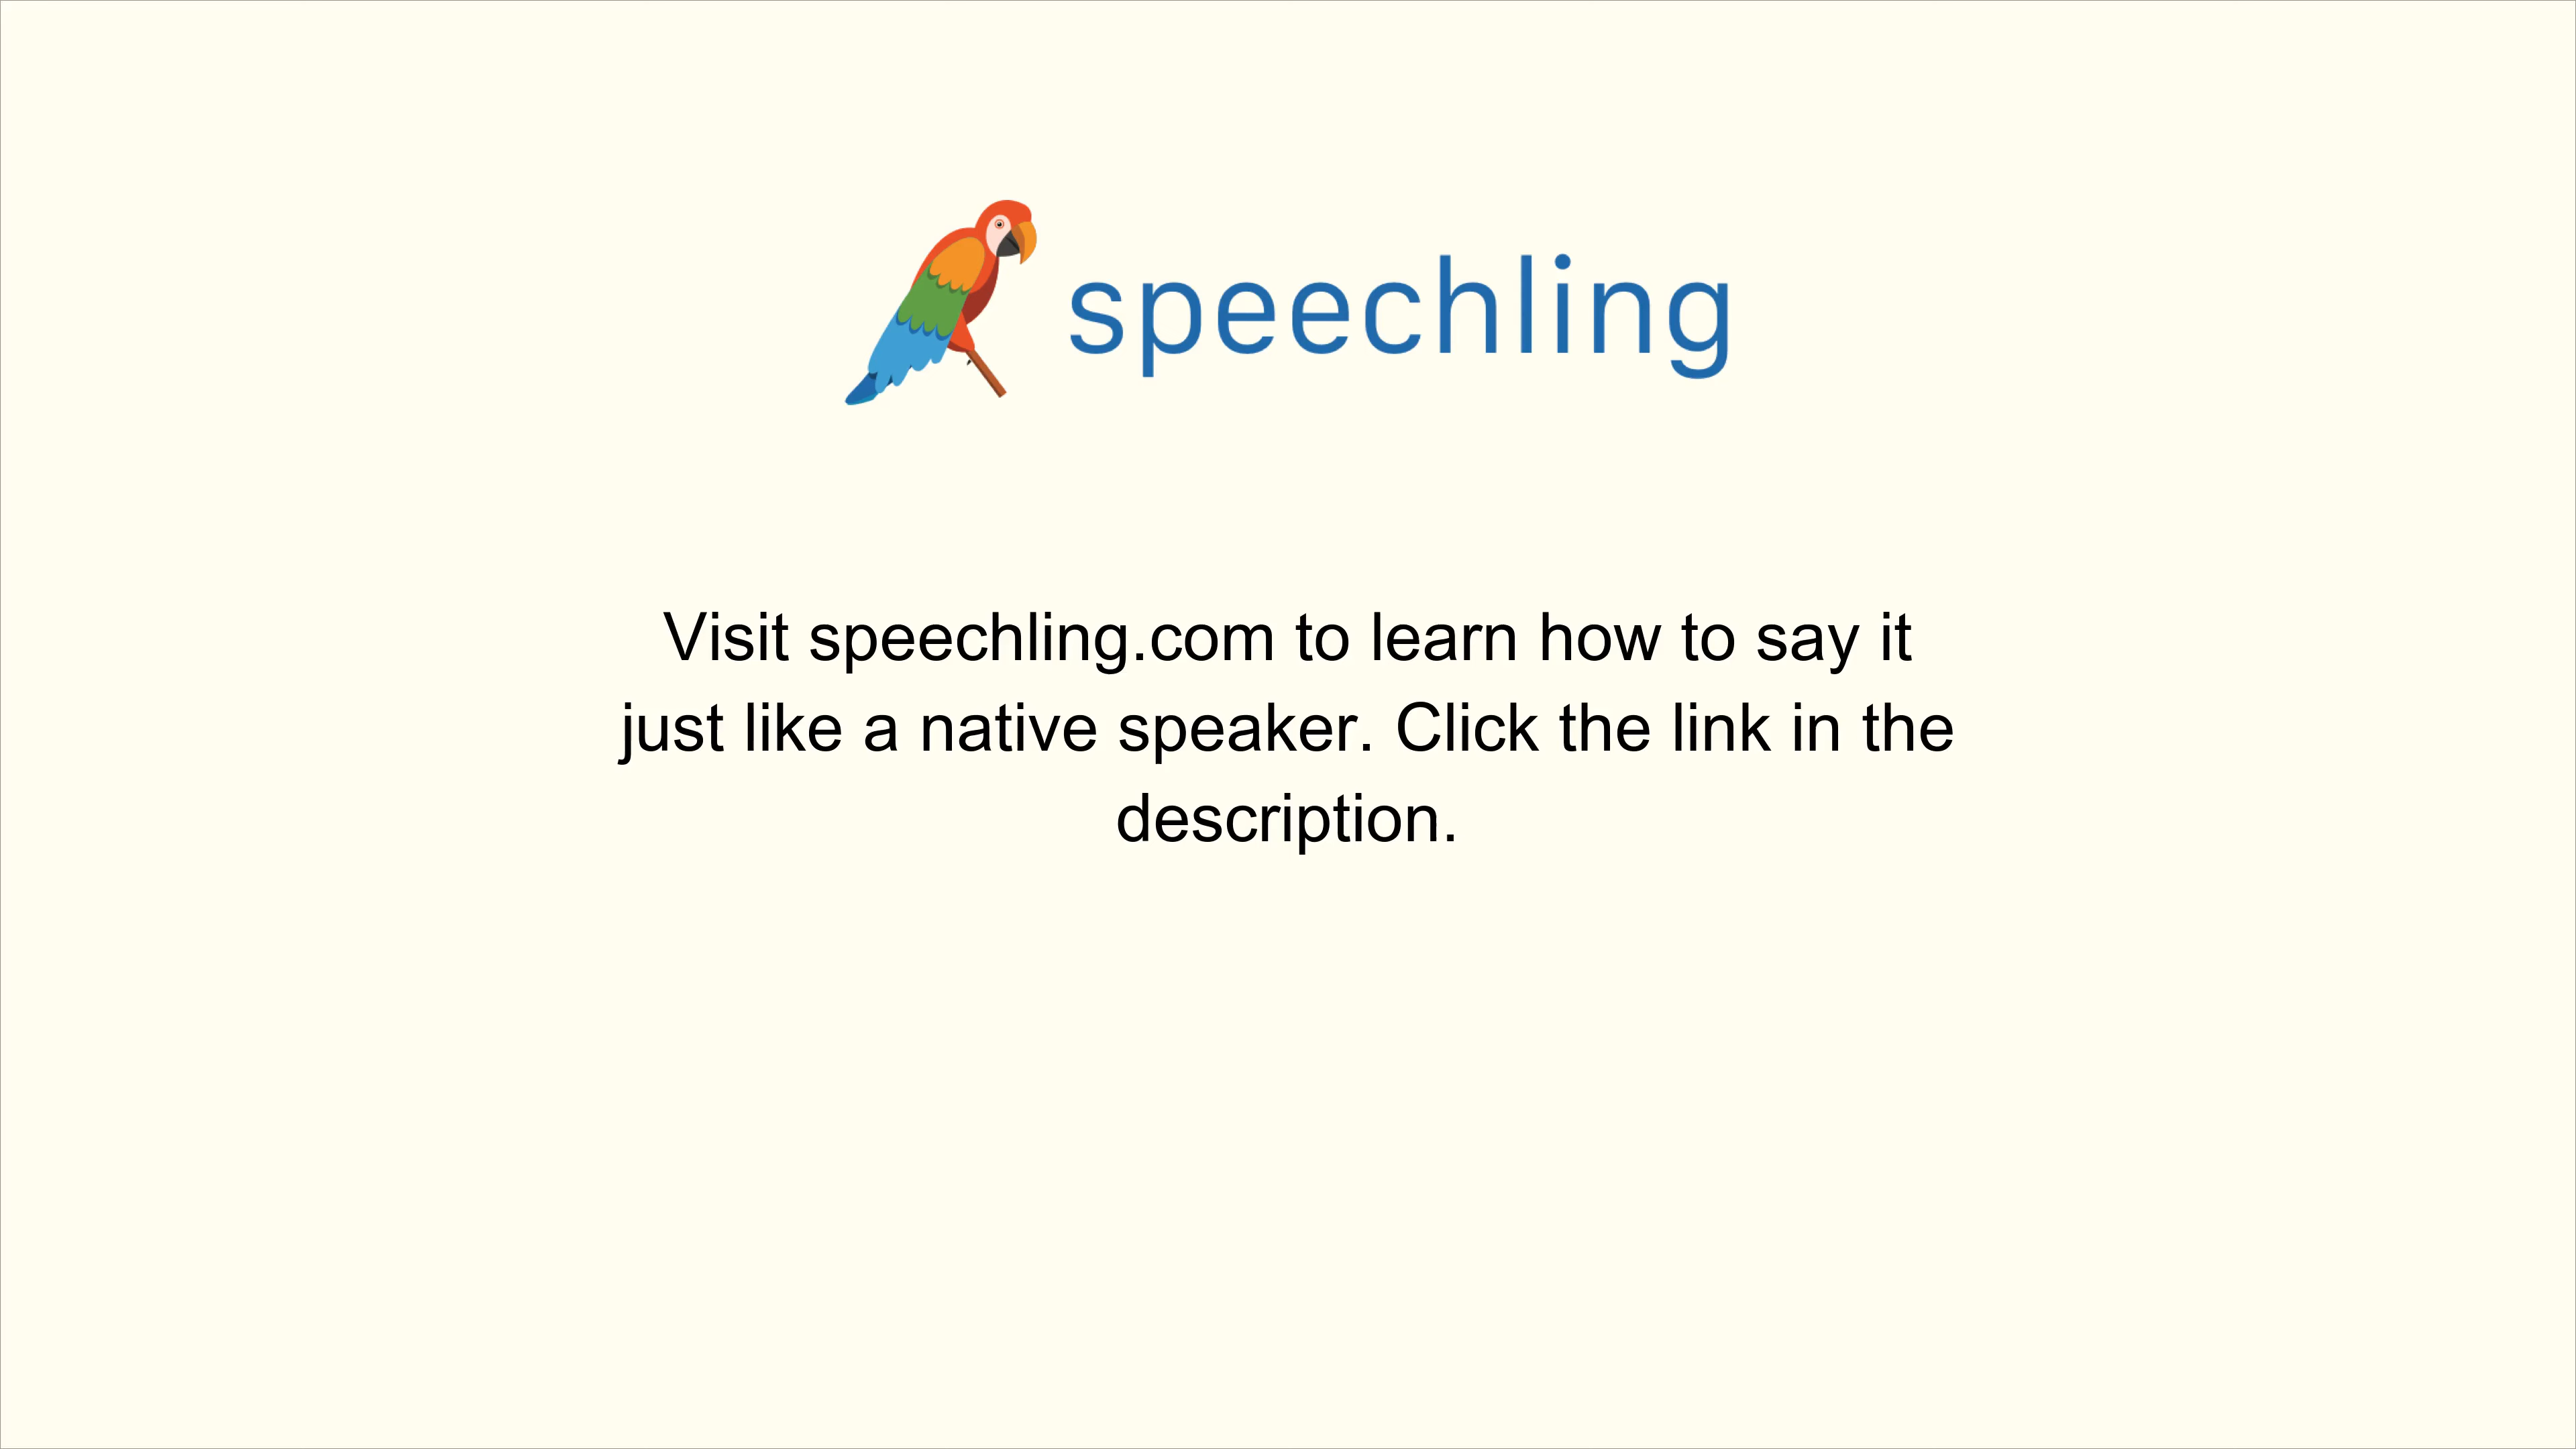 speechling
Visit speechling.com to learn how to say it
just like a native speaker. Click the link in the
description.